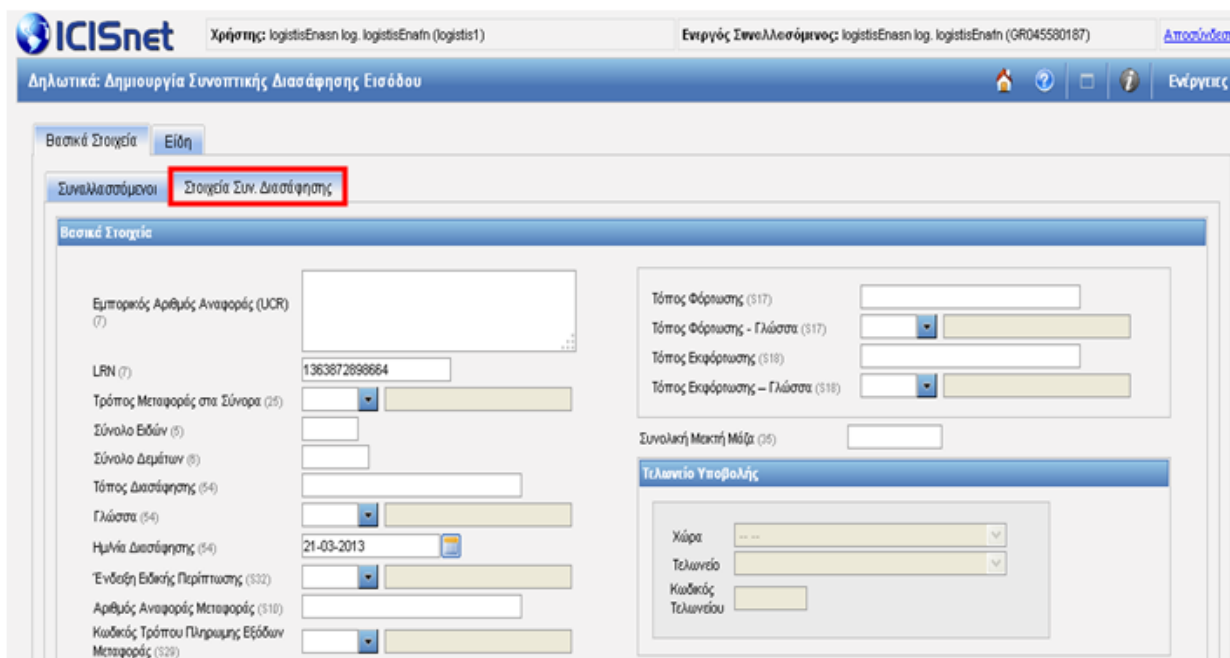 ICISnet Χρήστης: logistisEnasn log. logistisEnafn (logistis1) Ενεργός Συναλλασόμενος: logistisEnasn log. logistisEnafn (GR045580187) Αποσύνδεση
Δηλωτικά: Δημιουργία Συνοπτικής Διασάφησης Εισόδου Ενέργειες
Βασικά Στοιχεία Είδη
Συναλλασσόμενοι Στοιχεία Συν. Διασάφησης
Βασικά Στοιχεία
Εμπορικός Αριθμός Αναφοράς (UCR)
(7)
LRN (7) 1363872898664
Τρόπος Μεταφοράς στα Σύνορα (25)
Σύνολο Ειδών (5)
Σύνολο Δεμάτων (6)
Τόπος Διασάφησης (54)
Γλώσσα (54)
Ημ/νία Διασάφησης (54) 21-03-2013
Ένδειξη Ειδικής Περίπτωσης (S32)
Αριθμός Αναφοράς Μεταφοράς (S10)
Κωδικός Τρόπου Πληρωμης Εξόδων
Μεταφοράς (S29)
Τόπος Φόρτωσης (S17)
Τόπος Φόρτωσης - Γλώσσα (S17)
Τόπος Εκφόρτωσης (S18)
Τόπος Εκφόρτωσης – Γλώσσα (S18)
Συνολική Μεικτή Μάζα (35)
Τελωνείο Υποβολής
Χώρα -- --
Τελωνείο
Κωδικός
Τελωνείου